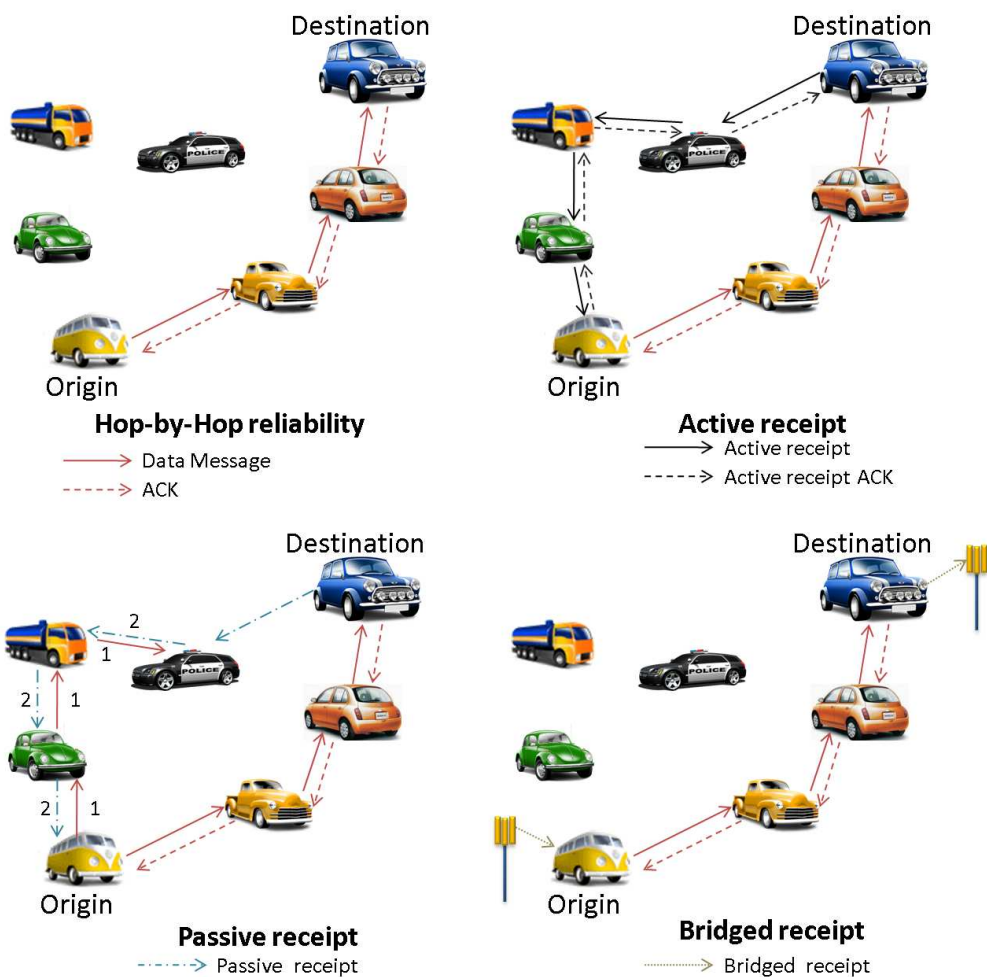 Destination
POLICE
Origin
Hop-by-Hop reliability
Data Message
ACK
Destination
POLICE
Origin
Active receipt
Active receipt
Active receipt ACK
Destination
2
1
POLICE
2
1
2
1
Origin
Passive receipt
Passive receipt
Destination
POLICE
Origin
Bridged receipt
Bridged receipt